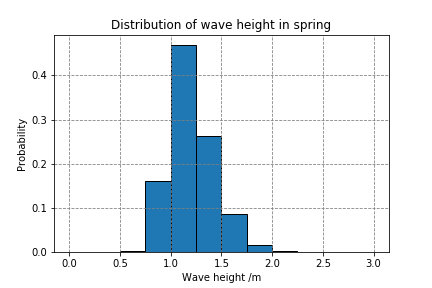 Distribution of wave height in spring
0.4
0.3
0.2
0.1
0.0
Probability
0.0 0.5 1.0 1.5 2.0 2.5 3.0
Wave height /m